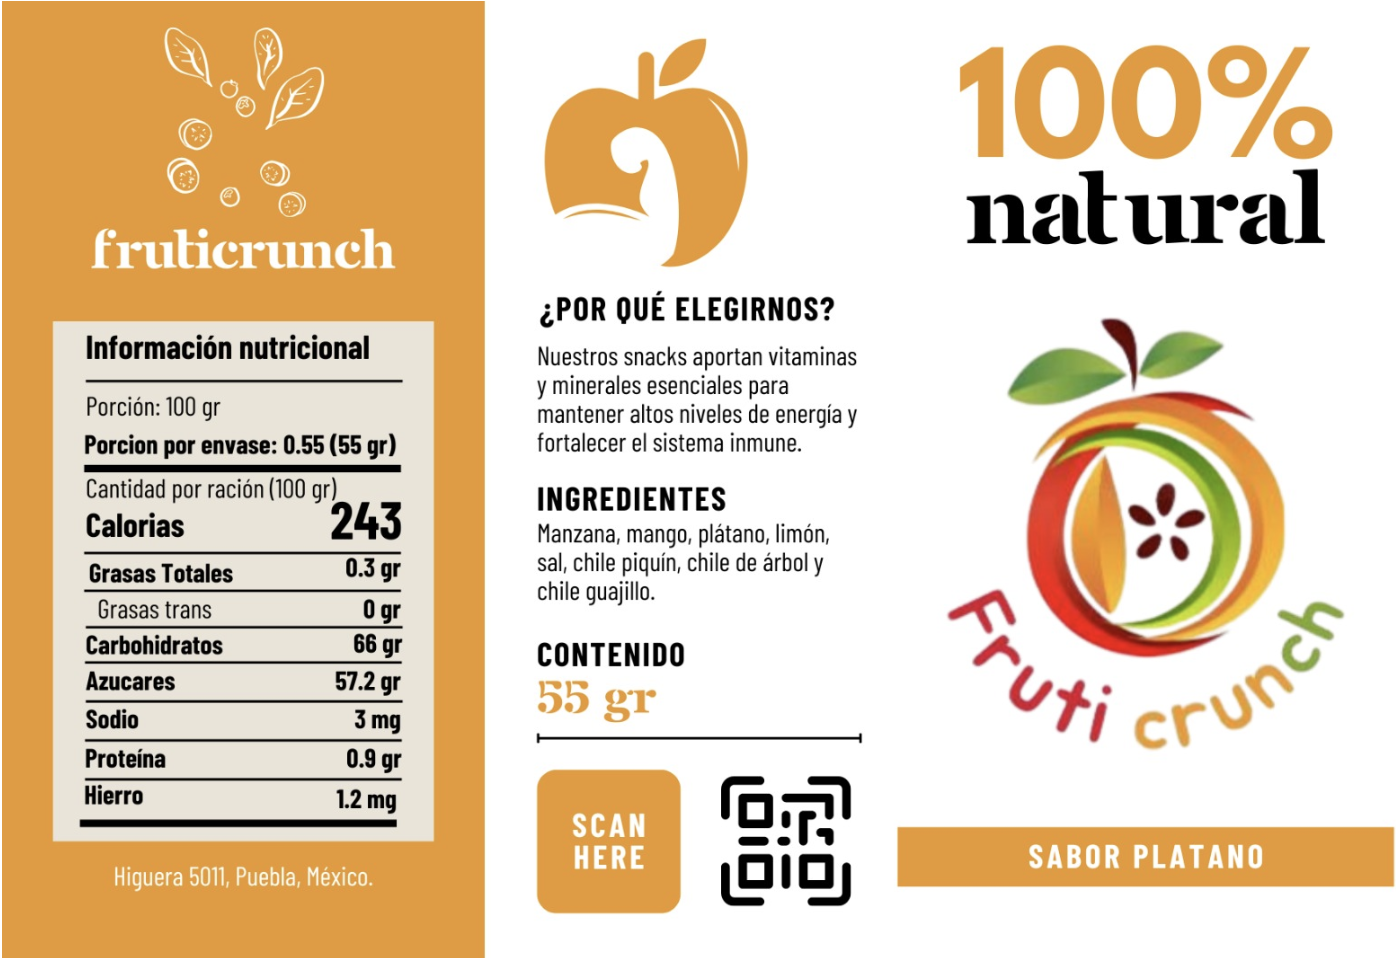 fruticrunch
Información nutricional
Porción: 100 gr
Porcion por envase: 0.55 (55 gr)
Cantidad por ración (100 gr)
Calorias 243
Grasas Totales 0.3 gr
Grasas trans 0 gr
Carbohidratos 66 gr
Azucares 57.2 gr
Sodio 3 mg
Proteína 0.9 gr
Hierro 1.2 mg
Higuera 5011, Puebla, México.
¿POR QUÉ ELEGIRNOS?
Nuestros snacks aportan vitaminas
y minerales esenciales para
mantener altos niveles de energía y
fortalecer el sistema inmune.
INGREDIENTES
Manzana, mango, plátano, limón,
sal, chile piquín, chile de árbol y
chile guajillo.
CONTENIDO
55 gr
SCAN
HERE
100%
natural
Fruti crunch
SABOR PLATANO